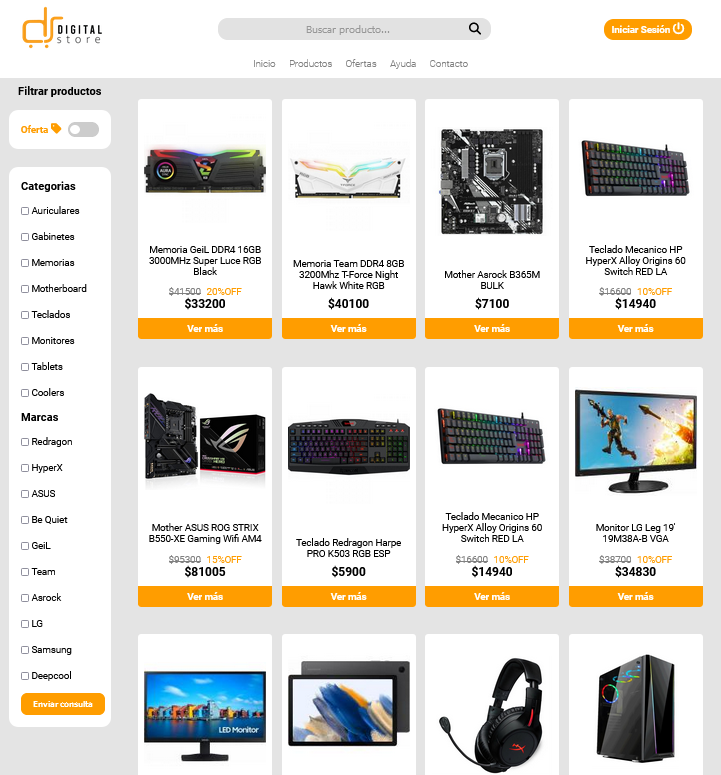 DIGITAL
store
Buscar producto...
Iniciar Sesión
Inicio Productos Ofertas Ayuda Contacto
Filtrar productos
Oferta
Categorias
Auriculares
Gabinetes
Memorias
Motherboard
Teclados
Monitores
Tablets
Coolers
Marcas
Redragon
HyperX
ASUS
Be Quiet
GeiL
Team
Asrock
LG
Samsung
Deepcool
Enviar consulta
Memoria GeiL DDR4 16GB
3000MHz Super Luce RGB
Black
$41500 20%OFF
$33200
Ver más
Memoria Team DDR4 8GB
3200Mhz T-Force Night
Hawk White RGB
$40100
Ver más
Mother Asrock B365M
BULK
$7100
Ver más
Teclado Mecanico HP
HyperX Alloy Origins 60
Switch RED LA
$16600 10%OFF
$14940
Ver más
Mother ASUS ROG STRIX
B550-XE Gaming Wifi AM4
$95300 15%OFF
$81005
Ver más
Teclado Redragon Harpe
PRO K503 RGB ESP
$5900
Ver más
Teclado Mecanico HP
HyperX Alloy Origins 60
Switch RED LA
$16600 10%OFF
$14940
Ver más
Monitor LG Leg 19'
19M38A-B VGA
$38700 10%OFF
$34830
Ver más
LED Monitor